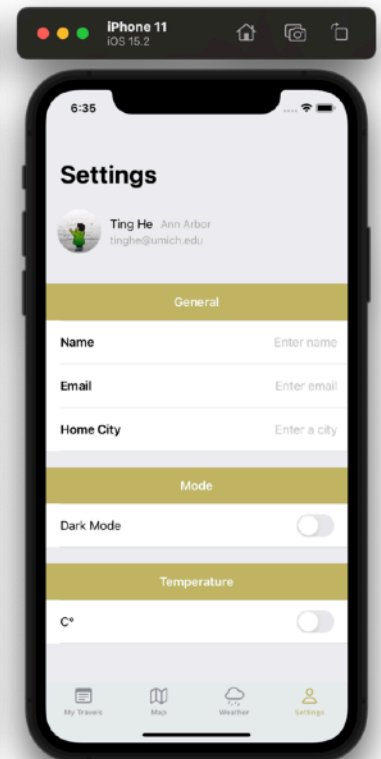 iPhone 11
iOS 15.2
6:35
Settings
Ting He Ann Arbor
tinghe@umich.edu
General
Name Enter name
Email Enter email
Home City Enter a city
Mode
Dark Mode
Temperature
C°
My Travels Map Weather Settings